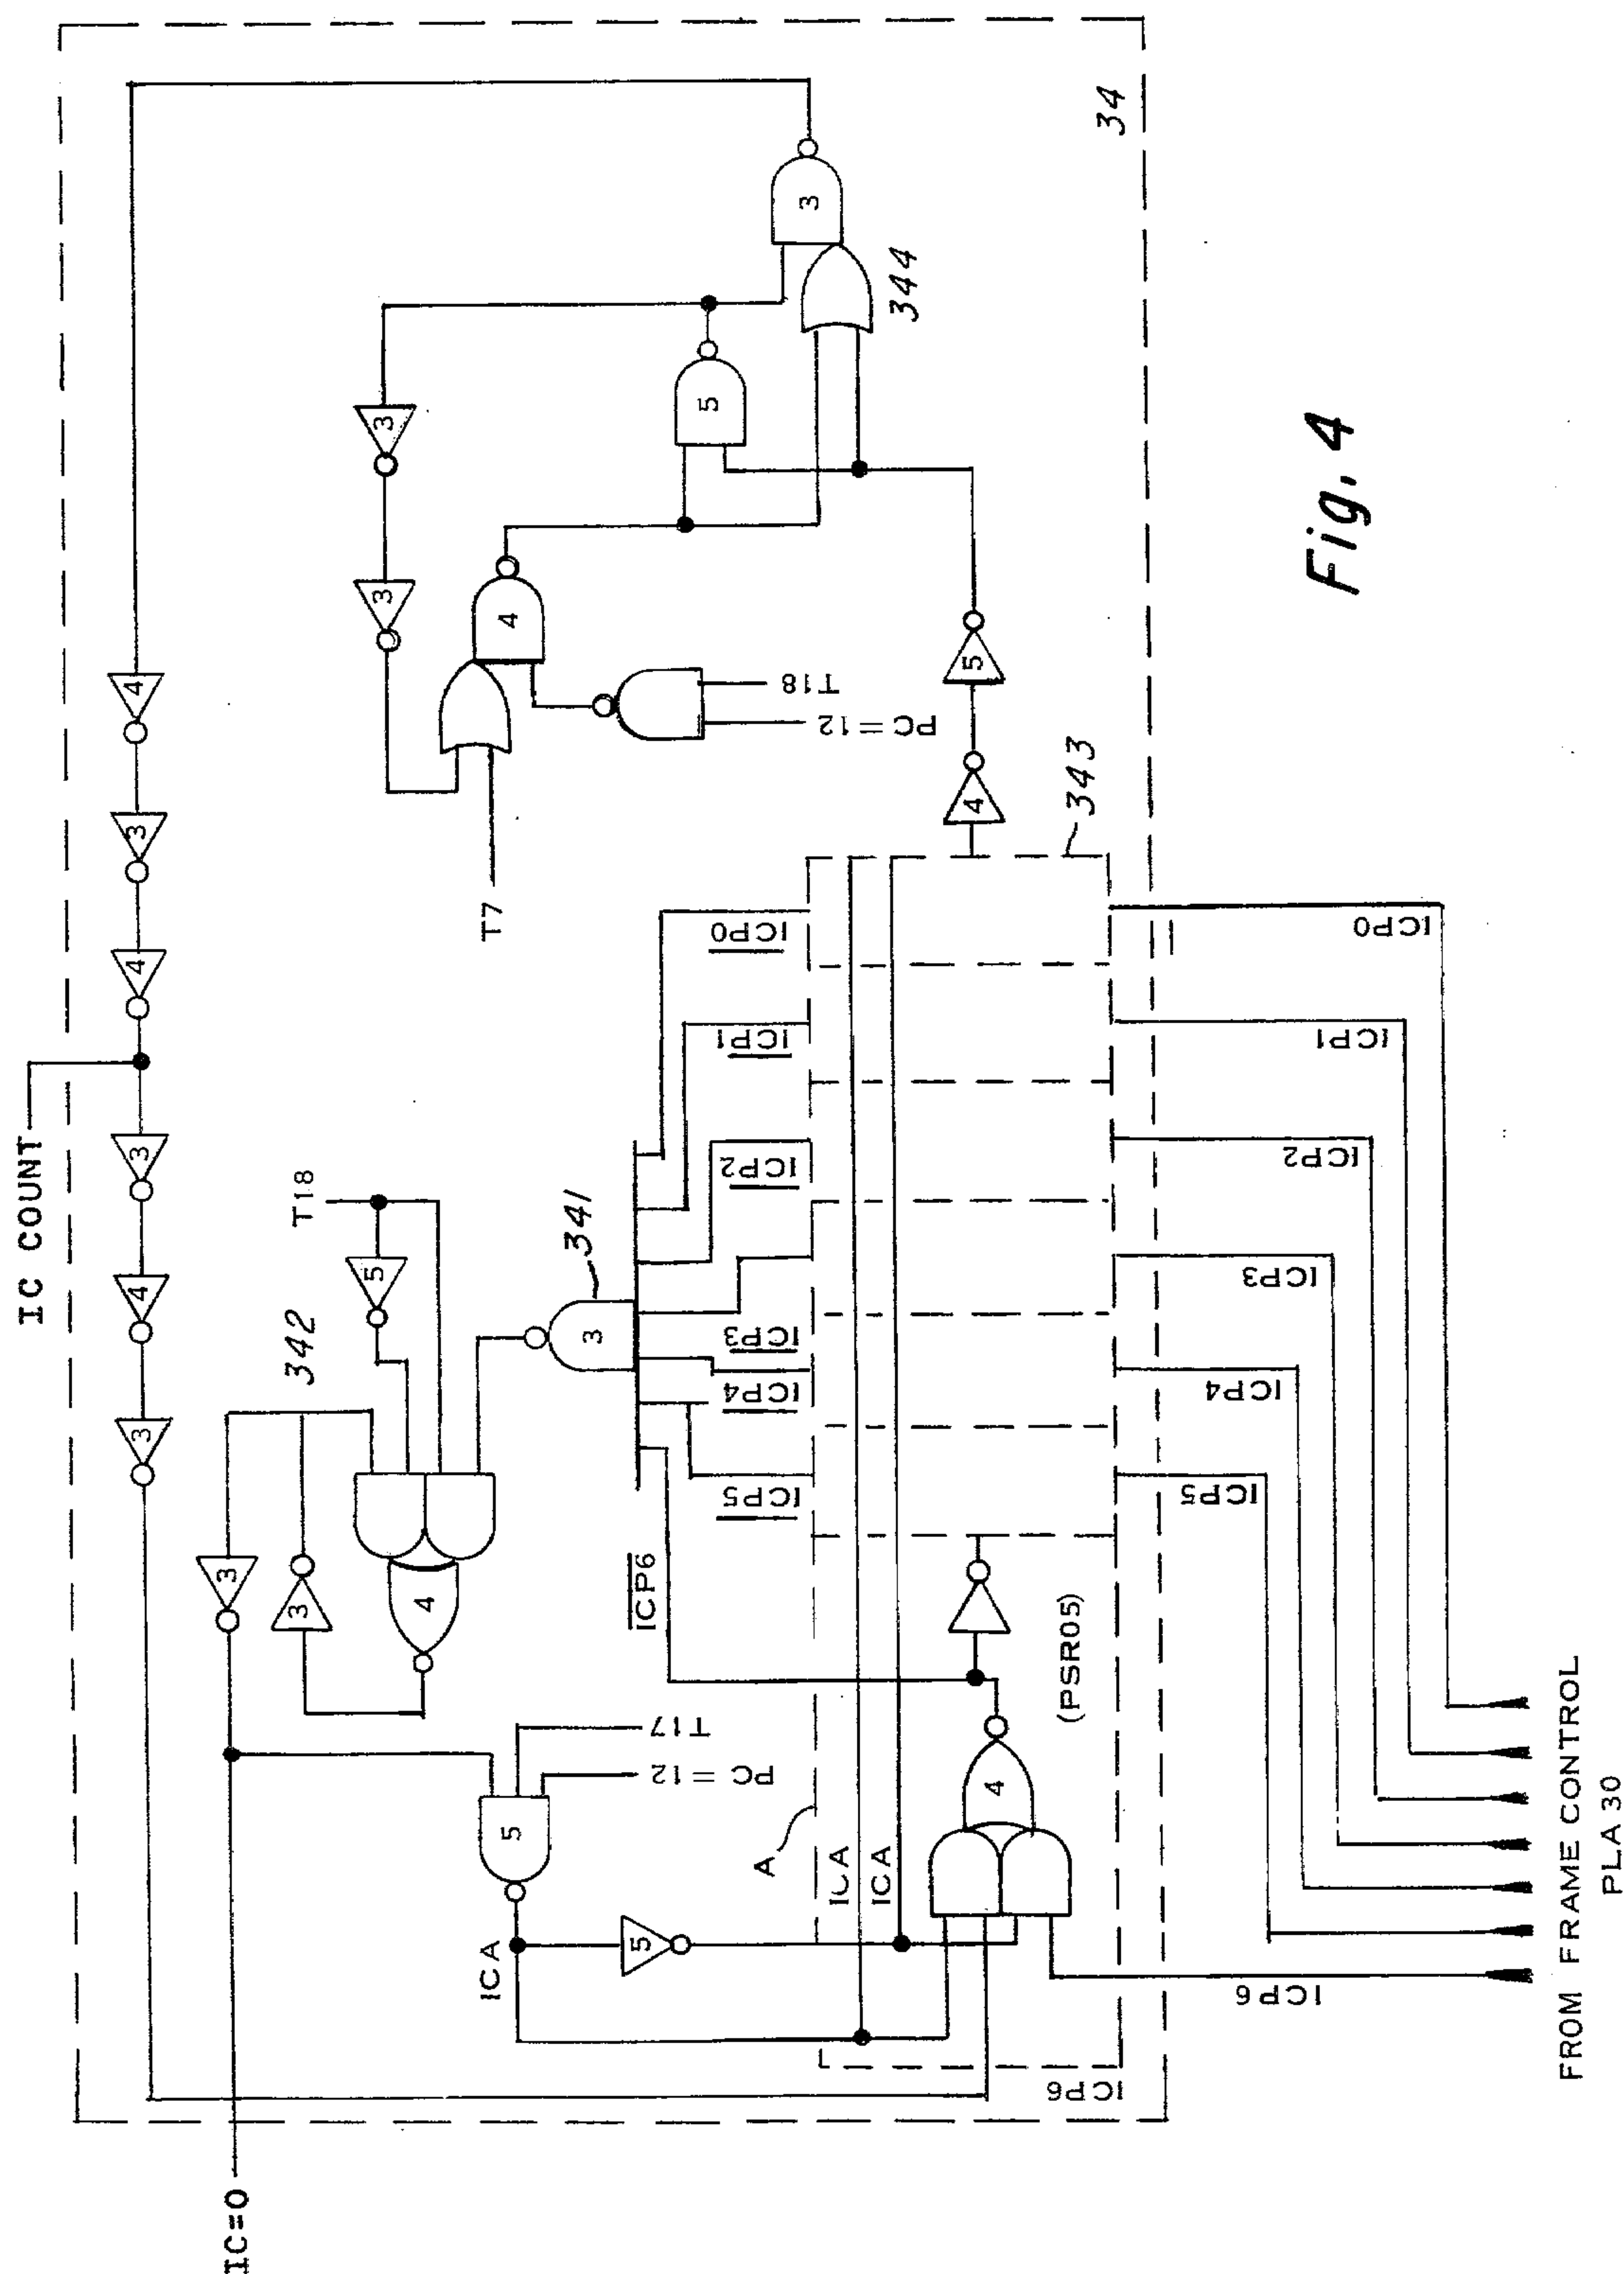 IC COUNT
34
3
4
3
4
3
4
3
344
5
3
3
4
T18
PC=12
T7
5
4
343
T18
5
342
341
3
3
3
4
ICP0
ICP1
ICP2
ICP3
ICP4
ICP5
ICP6
T17
PC=12
5
ICA
5
A
ICA
ICA
4
(PSR05)
ICP0
ICP1
ICP2
ICP3
ICP4
ICP5
ICP6
ICP6
IC=0
FROM FRAME CONTROL
PLA 30
Fig. 4